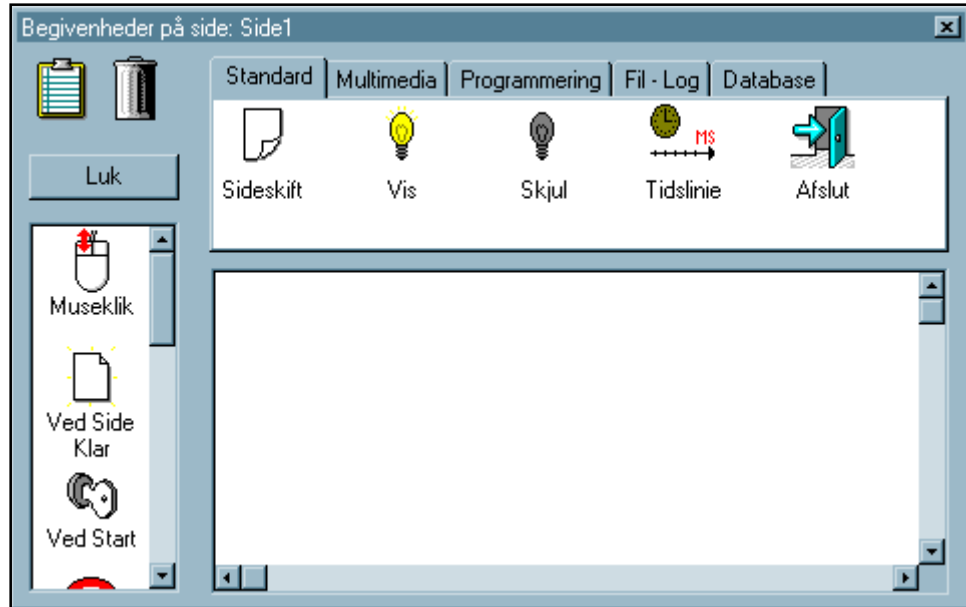 Begivenheder på side: Side1
Standard Multimedia Programmering Fil - Log Database
MS
Sideskift Vis Skjul Tidslinie Afslut
Luk
Museklik
Ved Side
Klar
Ved Start